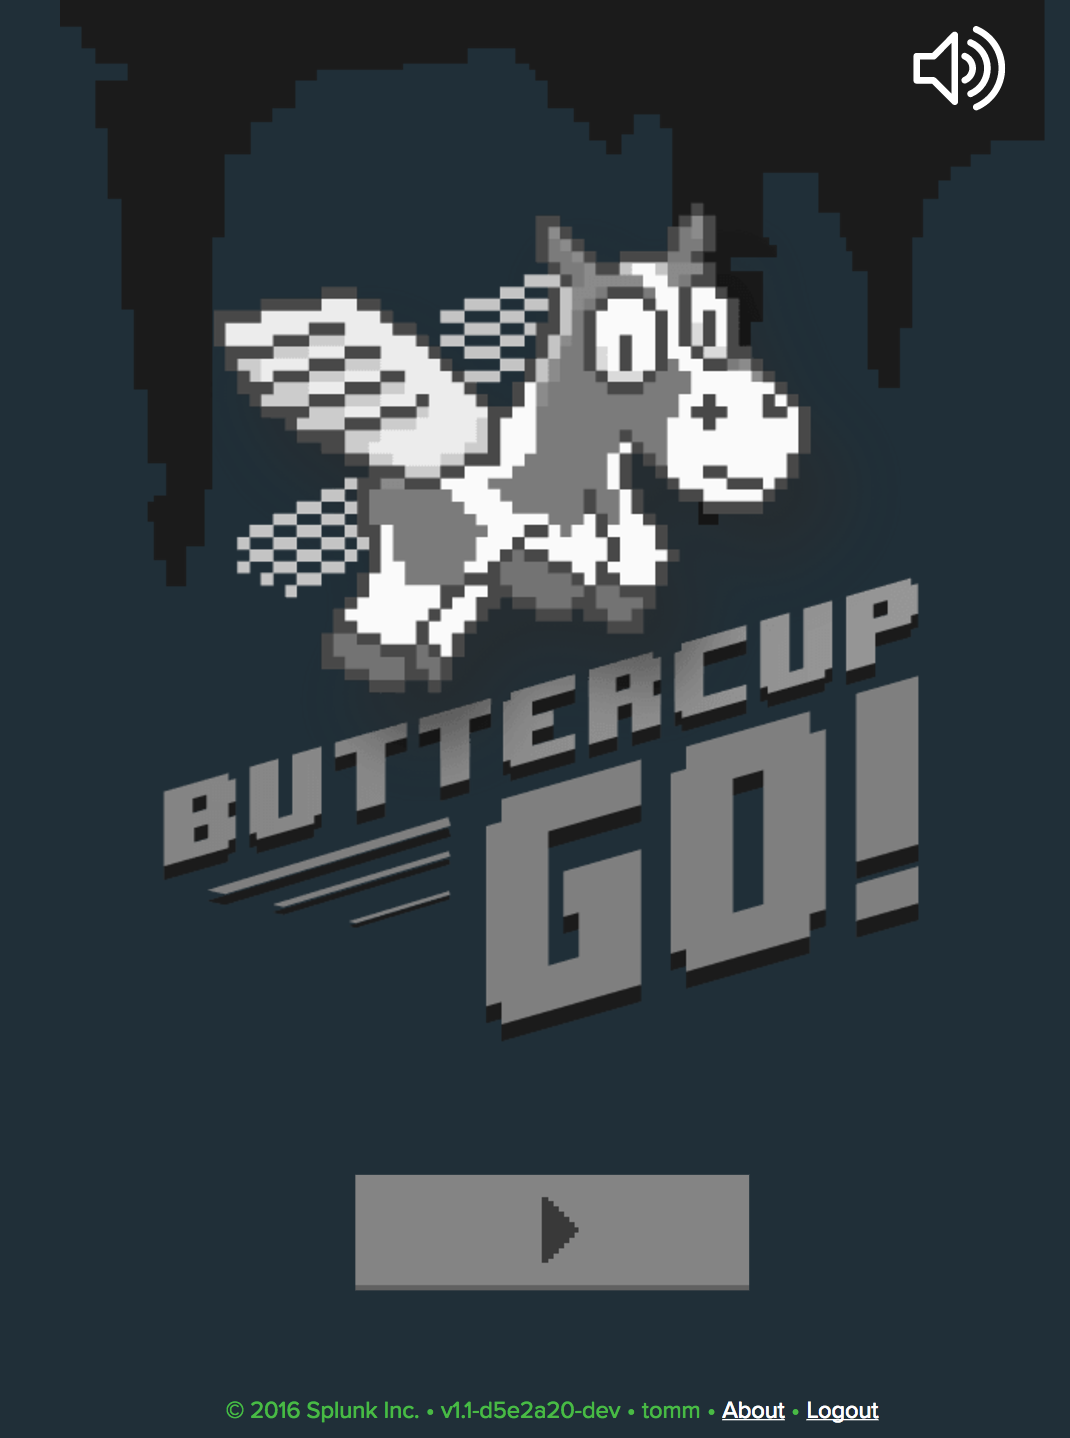 BUTTERCUP
GO!
© 2016 Splunk Inc. • v1.1-d5e2a20-dev • tomm • About • Logout